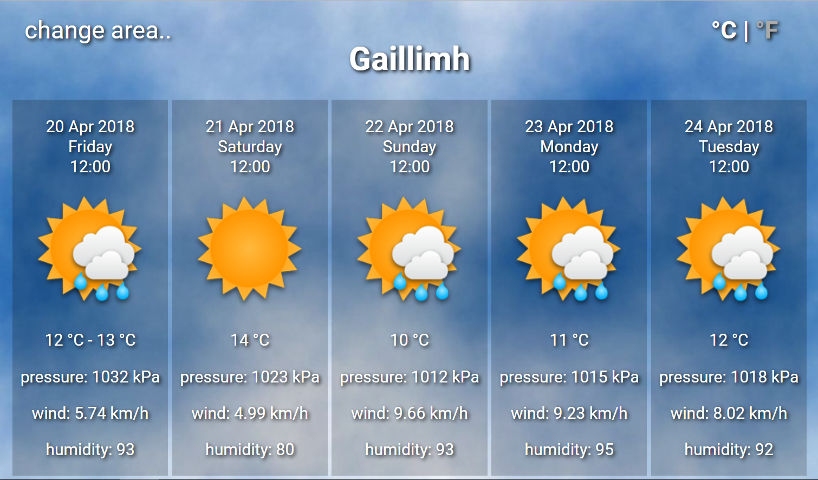 change area..
°C | °F
Gaillimh
20 Apr 2018
Friday
12:00
12 °C - 13 °C
pressure: 1032 kPa
wind: 5.74 km/h
humidity: 93
21 Apr 2018
Saturday
12:00
14 °C
pressure: 1023 kPa
wind: 4.99 km/h
humidity: 80
22 Apr 2018
Sunday
12:00
10 °C
pressure: 1012 kPa
wind: 9.66 km/h
humidity: 93
23 Apr 2018
Monday
12:00
11 °C
pressure: 1015 kPa
wind: 9.23 km/h
humidity: 95
24 Apr 2018
Tuesday
12:00
12 °C
pressure: 1018 kPa
wind: 8.02 km/h
humidity: 92